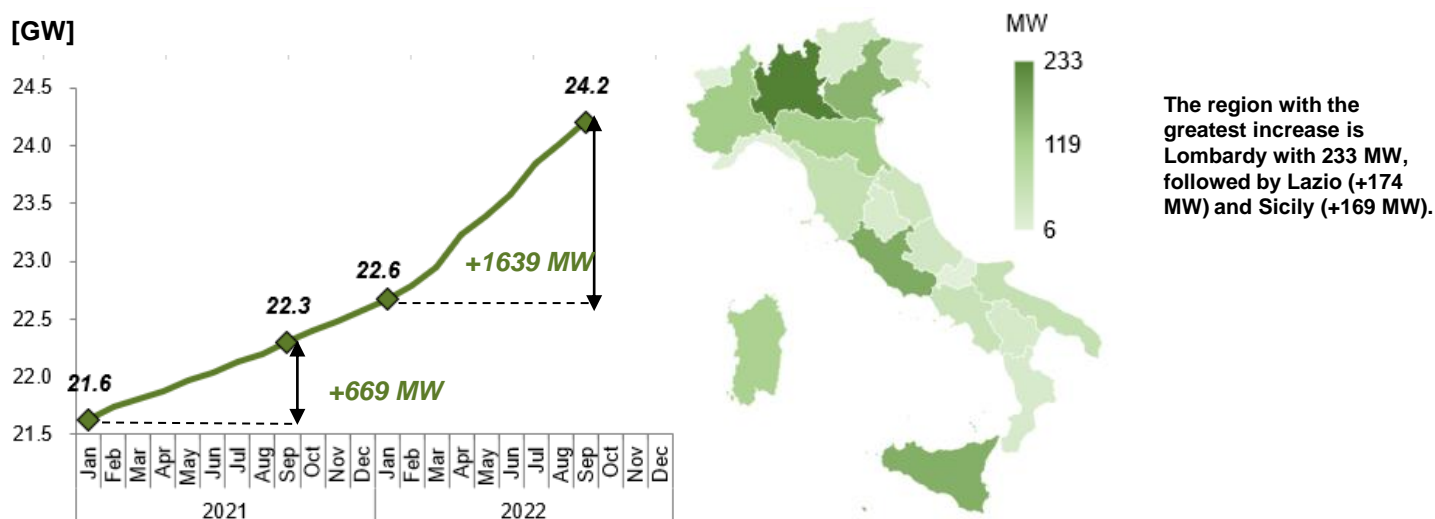 [GW]
24.5
24.0
23.5
23.0
22.5
22.0
21.5
21.6
22.3
22.6
24.2
+669 MW
+1639 MW
Jan
Feb
Mar
Apr
May
Jun
Jul
Aug
Sep
Oct
Nov
Dec
Jan
Feb
Mar
Apr
May
Jun
Jul
Aug
Sep
Oct
Nov
Dec
2021
2022
MW
233
119
6
The region with the
greatest increase is
Lombardy with 233 MW,
followed by Lazio (+174
MW) and Sicily (+169 MW).